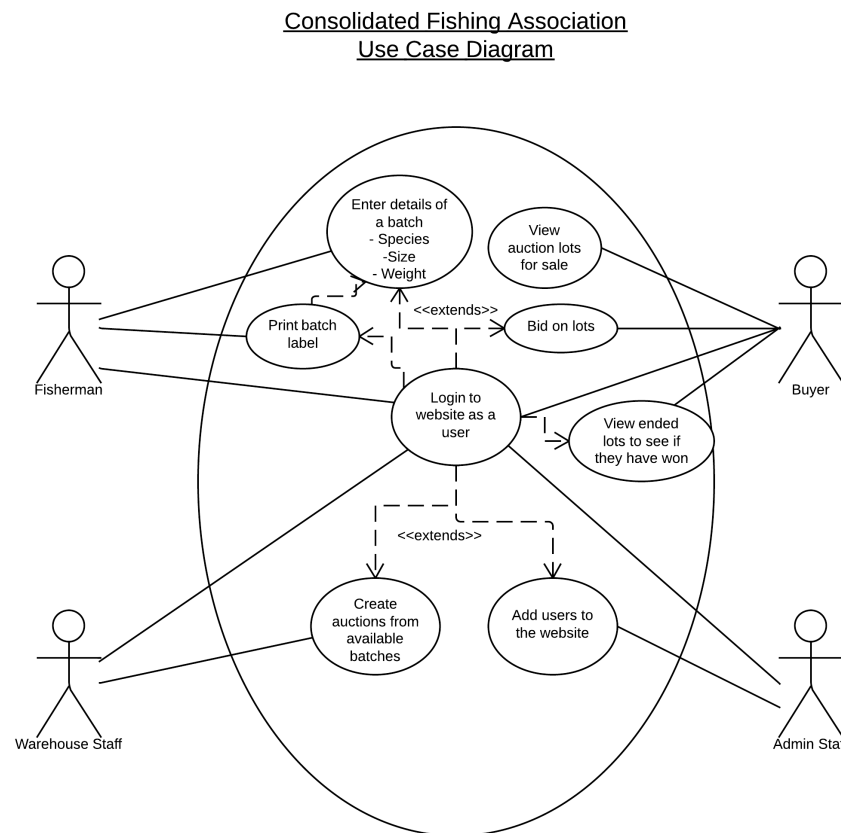 Consolidated Fishing Association
Use Case Diagram
Enter details of
a batch
- Species
-Size
- Weight
View
auction lots
for sale
<<extends>>
Print batch
label
Bid on lots
Fisherman
Buyer
Login to
website as a
user
View ended
lots to see if
they have won
<<extends>>
Create
auctions from
available
batches
Add users to
the website
Warehouse Staff
Admin Staf